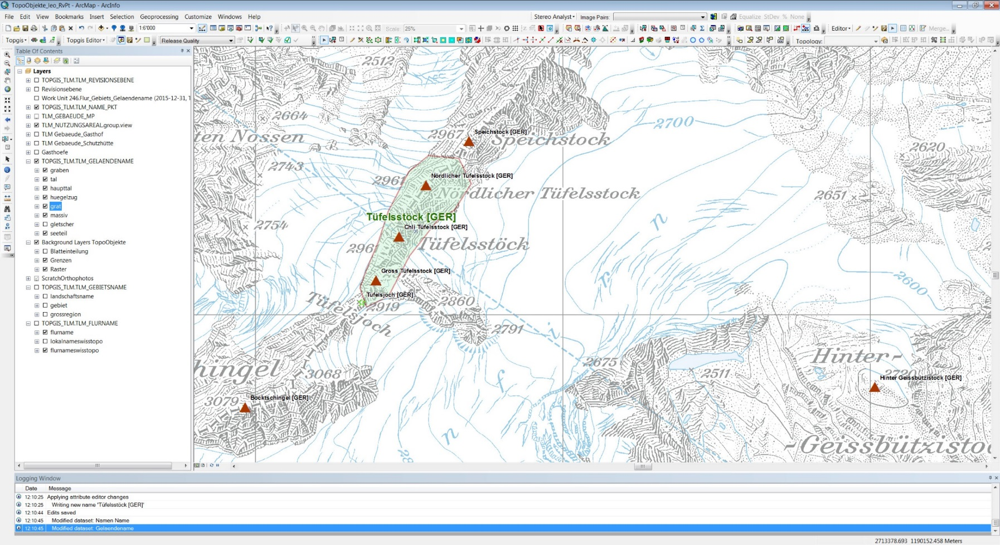 TopoObjekte_leo_RvPt - ArcMap - ArcInfo
File Edit View Bookmarks Insert Selection Geoprocessing Customize Windows Help
Stereo Analyst Image Pairs: Equalize StDev % None
1:6'000 Scale: 25% Editor Merge...
Topgis Topgis Editor Release Quality Topology:
Table Of Contents
Layers
TOPGIS_TLM.TLM_REVISIONSEBENE
Revisionsebene
Work Unit 246.Flur_Gebiets_Gelaendename (2015-12-31, 1
TOPGIS_TLM.TLM_NAME_PKT
TLM_GEBAEUDE_MP
TLM_NUTZUNGSAREAL.group.view
TLM Gebaeude_Gasthof
TLM Gebaeude_Schutzhütte
Gasthoefe
TOPGIS_TLM.TLM_GELAENDENAME
graben
tal
haupttal
huegelzug
grat
massiv
gletscher
seeteil
Background Layers TopoObjekte
Blatteinteilung
Grenzen
Raster
ScratchOrthophotos
TOPGIS_TLM.TLM_GEBIETSNAME
landschaftsname
gebiet
grossregion
TOPGIS_TLM.TLM_FLURNAME
flurname
lokalnameswisstopo
flurnameswisstopo
2512
2664
2700
ten Nossen
2967
Speichstock [GER]
Speichstock
2620
2743
2961
Nördlicher Tüfelsstock [GER]
Nördlicher Tüfelsstock
2651
Tüfelsstöck [GER]
2754
Chli Tüfelsstock [GER]
2961
Tüfelsstöck
n
r
Gross Tüfelsstock [GER]
2600
Tüfelsjoch [GER]
Tüfelsjoch
2919
2860
2791
i
hingel
3068
2675
2511
Hinter-
2720
Hinter Geissbützistock [GER]
f
3079
Bocktschingel [GER]
n
28
-Geissbützistoc
Logging Window
Date Message
12:10:25 Applying attribute editor changes
12:10:25 Writing new name 'Tüfelsstöck [GER]'
12:10:44 Edits saved
12:10:45 Modified dataset: Namen Name
12:10:45 Modified dataset: Gelaendename
2713378.693 1190152.458 Meters